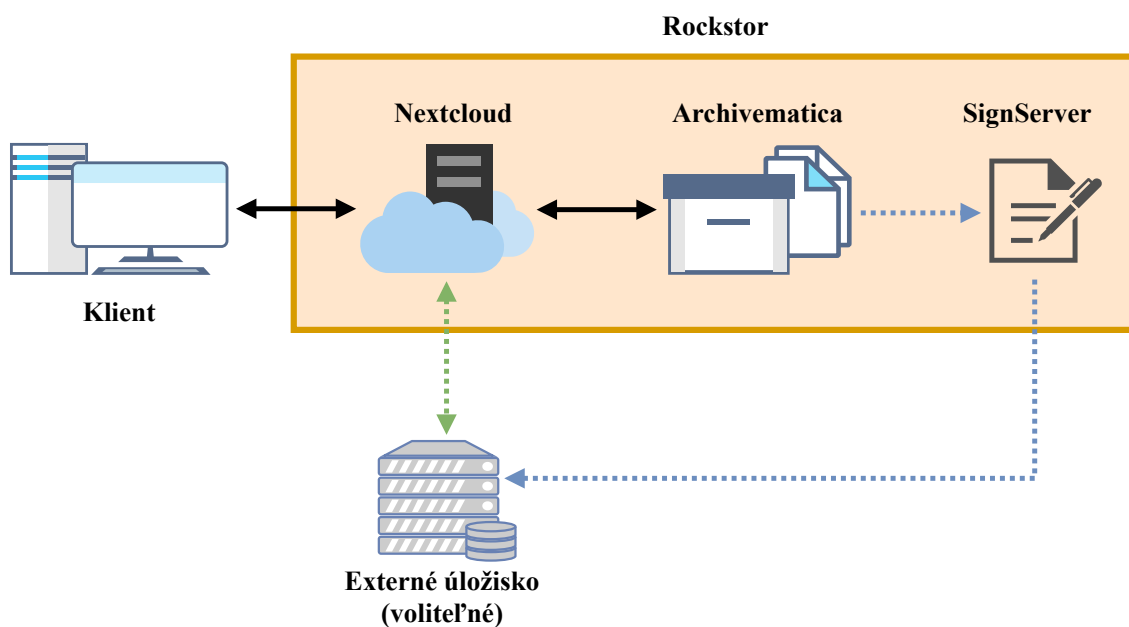 Rockstor
Nextcloud
Archivematica
SignServer
Klient
Externé úložisko
(voliteľné)